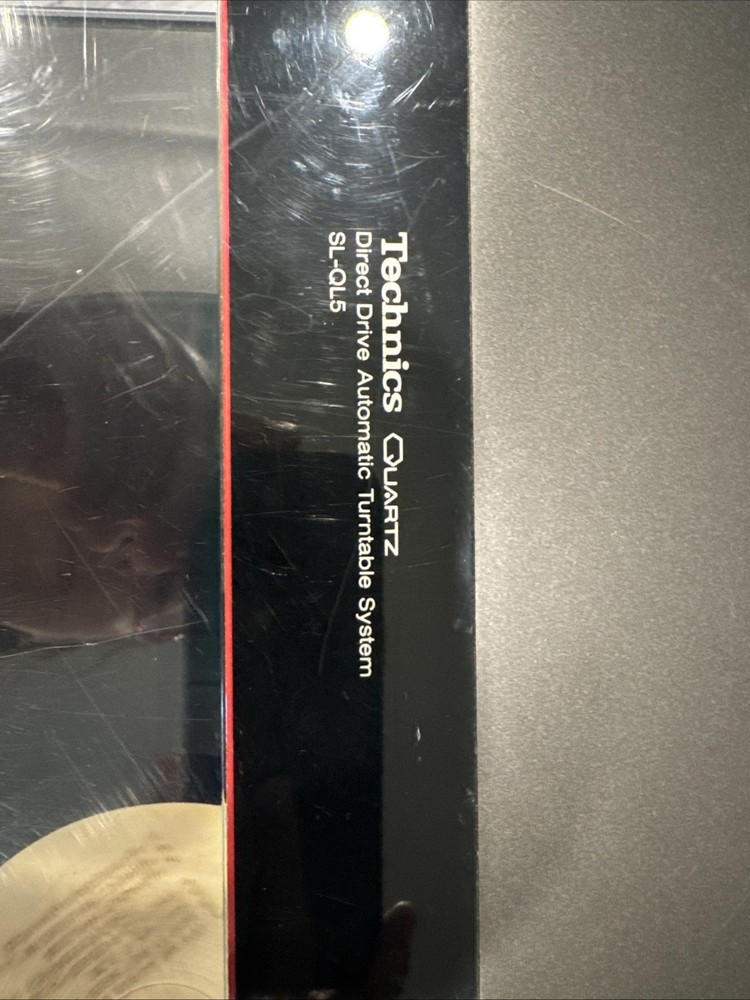 Technics QUARTZ
Direct Drive Automatic Turntable System
SL-QL5